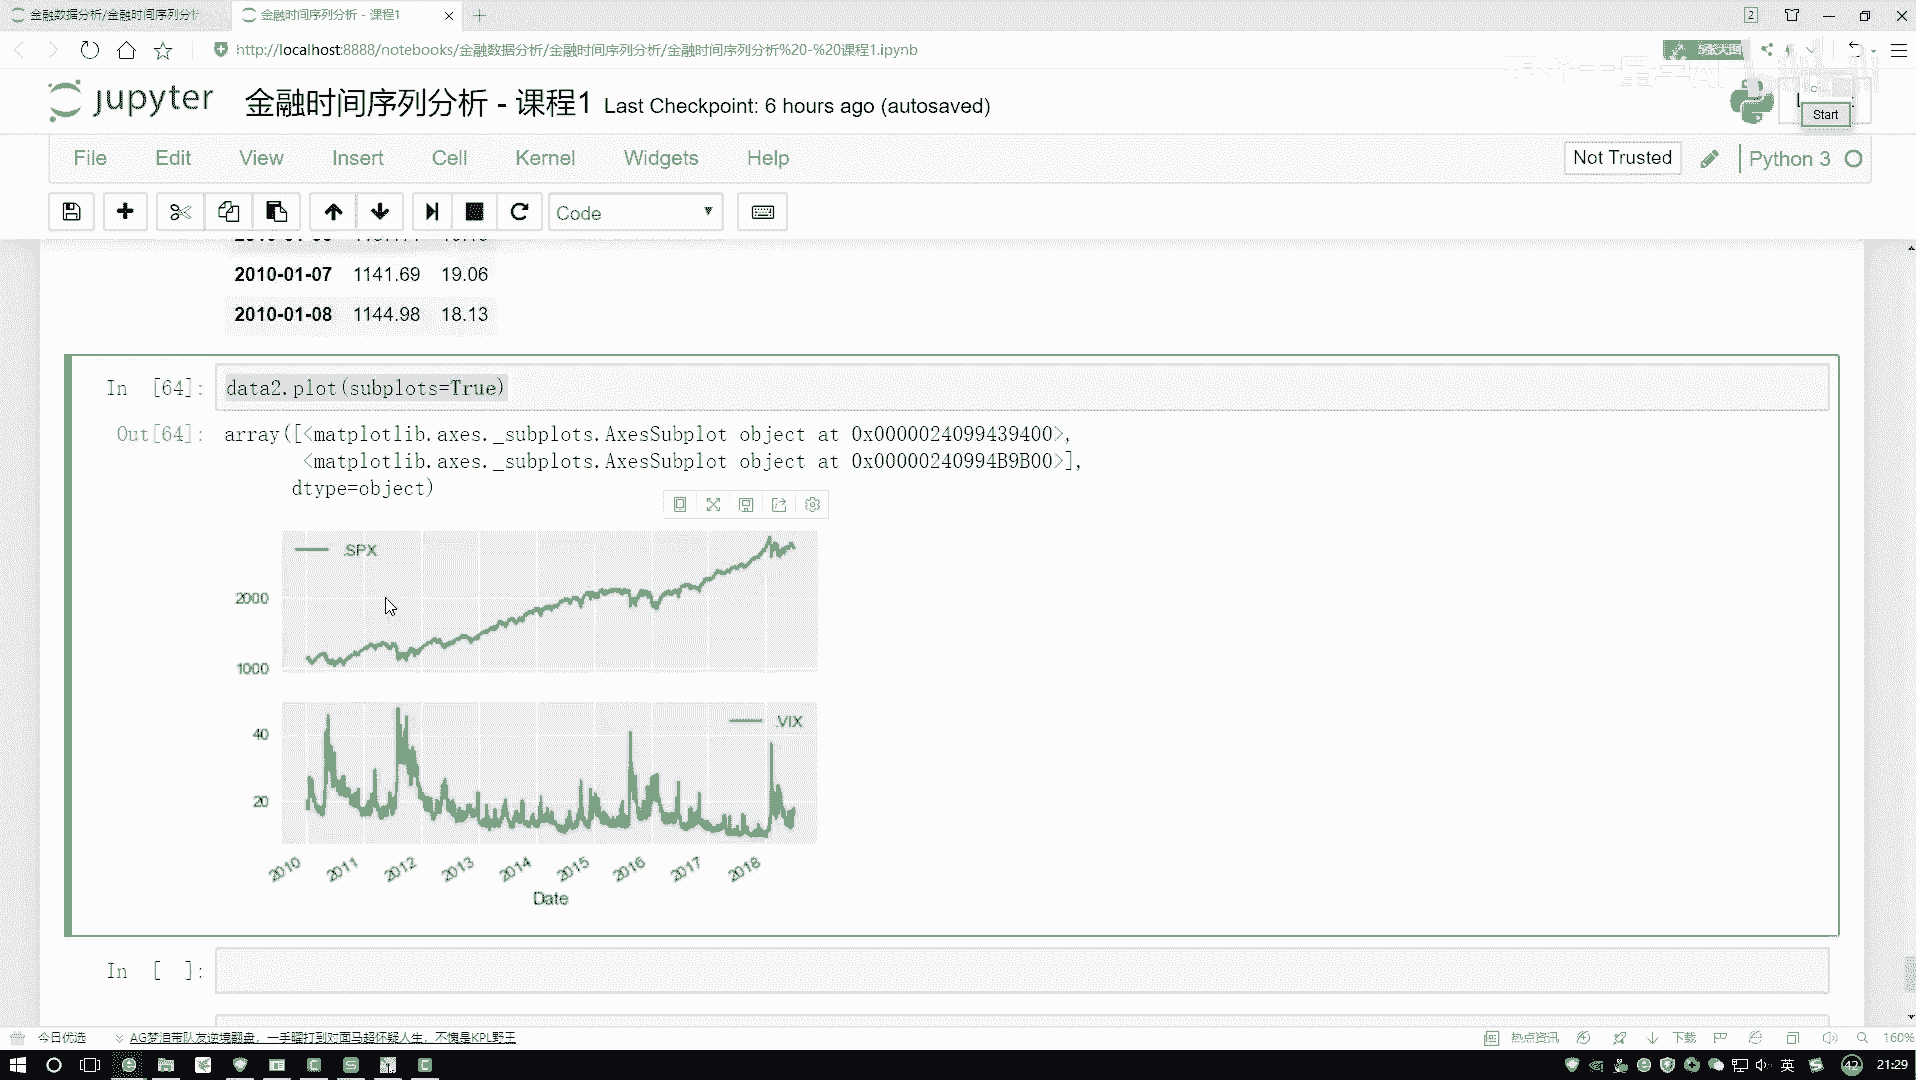 金融数据分析/金融时间序列分析
金融时间序列分析 - 课程1
2
http://localhost:8888/notebooks/金融数据分析/金融时间序列分析/金融时间序列分析%20-%20课程1.ipynb
jupyter 金融时间序列分析 - 课程1 Last Checkpoint: 6 hours ago (autosaved)
Start
File Edit View Insert Cell Kernel Widgets Help
Not Trusted Python 3
Code
2010-01-07 1141.69 19.06
2010-01-08 1144.98 18.13
In [64]: data2.plot(subplots=True)
Out[64]: array([<matplotlib.axes._subplots.AxesSubplot object at 0x0000024099439400>,
<matplotlib.axes._subplots.AxesSubplot object at 0x00000240994B9B00>],
dtype=object)
.SPX
2000
1000
.VIX
40
20
2010 2011 2012 2013 2014 2015 2016 2017 2018
Date
In [ ]:
今日优选 AG梦泪带队友逆境翻盘，一手曜打到对面马超怀疑人生，不愧是KPL野王 热点资讯 下载 160%
英 42 21:29